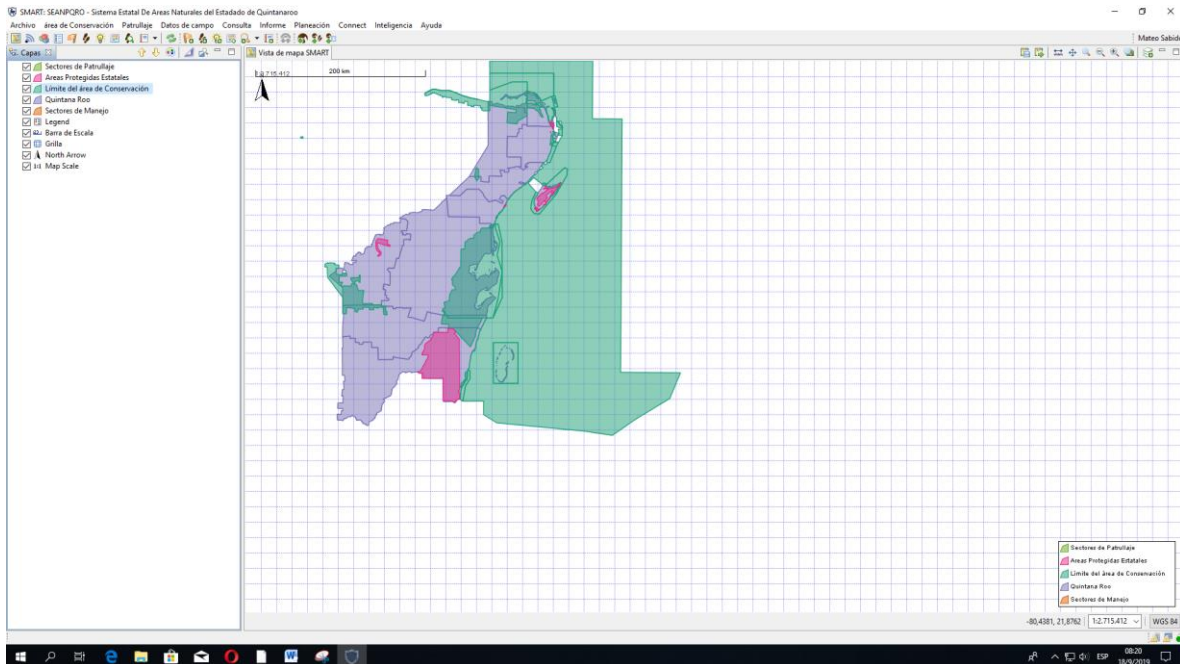 SMART: SEANPQRO - Sistema Estatal De Areas Naturales del Estadado de Quintanaroo
Archivo área de Conservación Patrullaje Datos de campo Consulta Informe Planeación Connect Inteligencia Ayuda
Mateo Sabido
Capas
Vista de mapa SMART
Sectores de Patrullaje
Areas Protegidas Estatales
Límite del área de Conservación
Quintana Roo
Sectores de Manejo
Legend
Barra de Escala
Grilla
North Arrow
1:1 Map Scale
1:2.715.412
200 km
Sectores de Patrullaje
Areas Protegidas Estatales
Límite del área de Conservación
Quintana Roo
Sectores de Manejo
-80,4381, 21,8762 1:2.715.412 WGS 84
ESP
08:20
18/9/2019